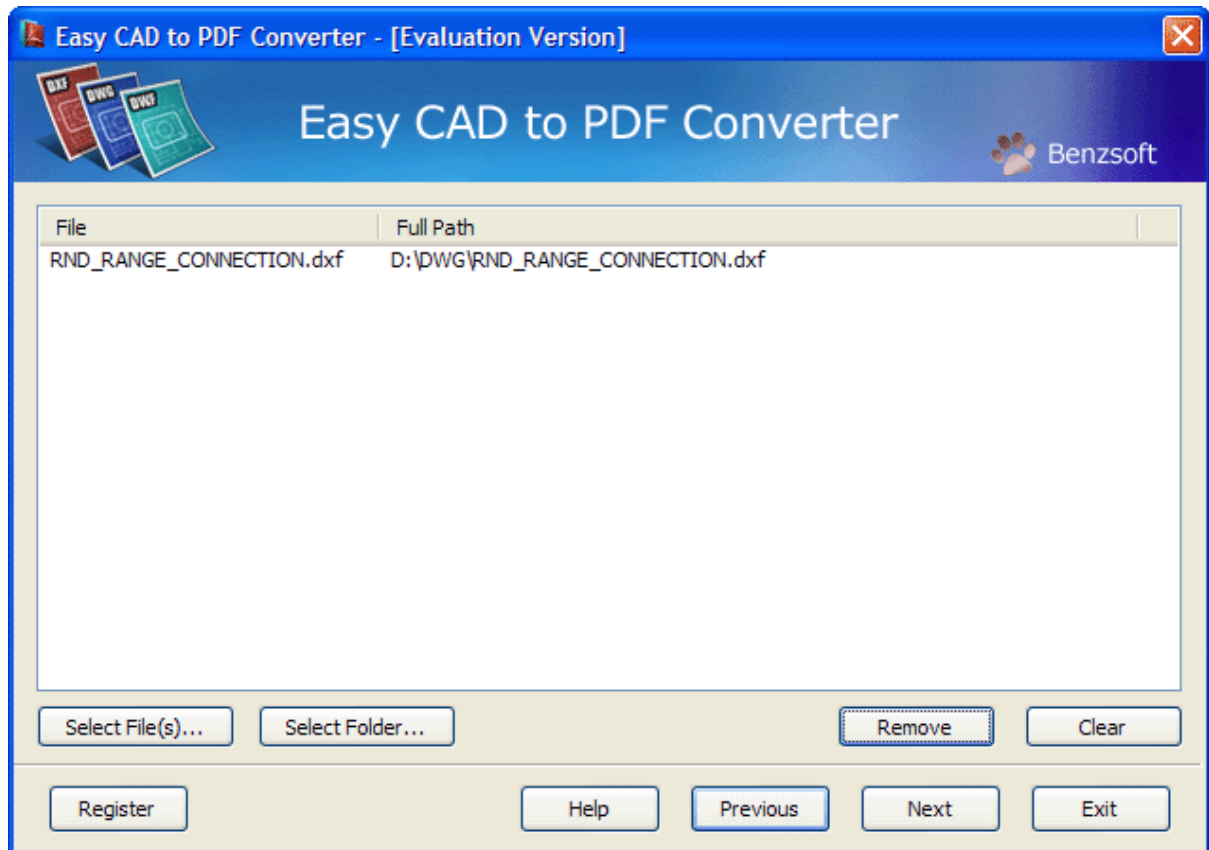 Easy CAD to PDF Converter - [Evaluation Version]
DXF
DWG
DWF
Easy CAD to PDF Converter
Benzsoft
File Full Path
RND_RANGE_CONNECTION.dxf D:\DWG\RND_RANGE_CONNECTION.dxf
Select File(s)... Select Folder... Remove Clear
Register Help Previous Next Exit